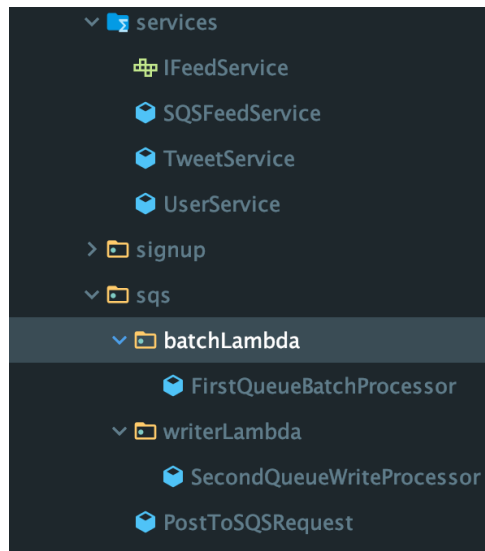 services
IFeedService
SQSFeedService
TweetService
UserService
signup
sqs
batchLambda
FirstQueueBatchProcessor
writerLambda
SecondQueueWriteProcessor
PostToSQSRequest